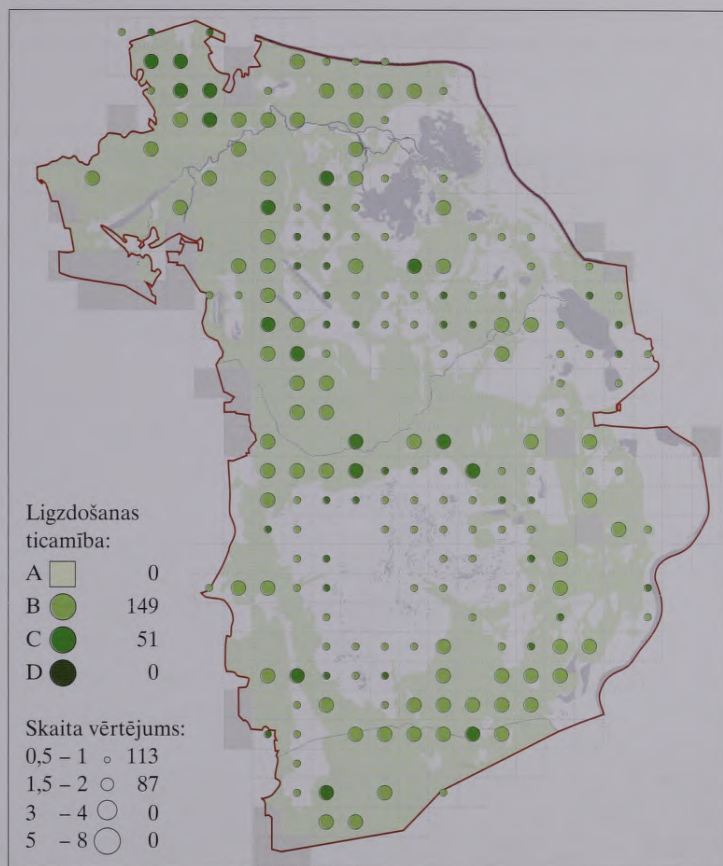 Ligzdošanas
ticamība:
A 0
B 149
C 51
D 0
Skaita vērtējums:
0,5 – 1 113
1,5 – 2 87
3 – 4 0
5 – 8 0